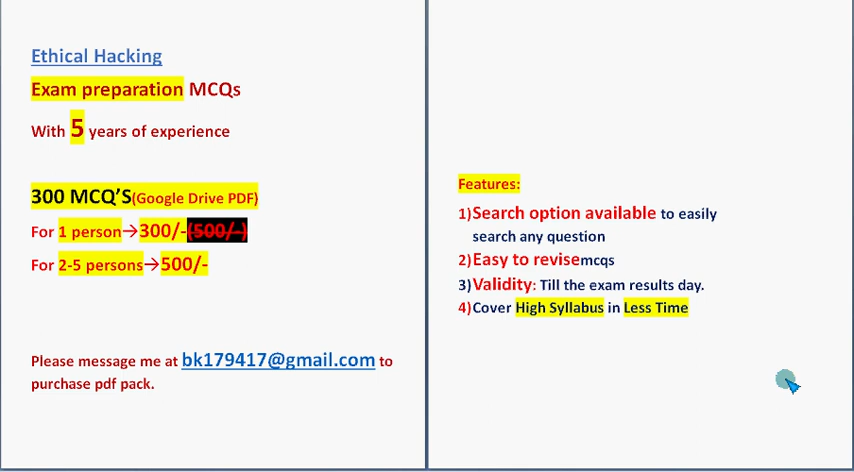 Ethical Hacking
Exam preparation MCQs
With 5 years of experience
300 MCQ'S(Google Drive PDF)
For 1 person→300/-(500/-)
For 2-5 persons→500/-
Please message me at bk179417@gmail.com to
purchase pdf pack.
Features:
1)Search option available to easily
search any question
2)Easy to revisemcqs
3)Validity: Till the exam results day.
4)Cover High Syllabus in Less Time